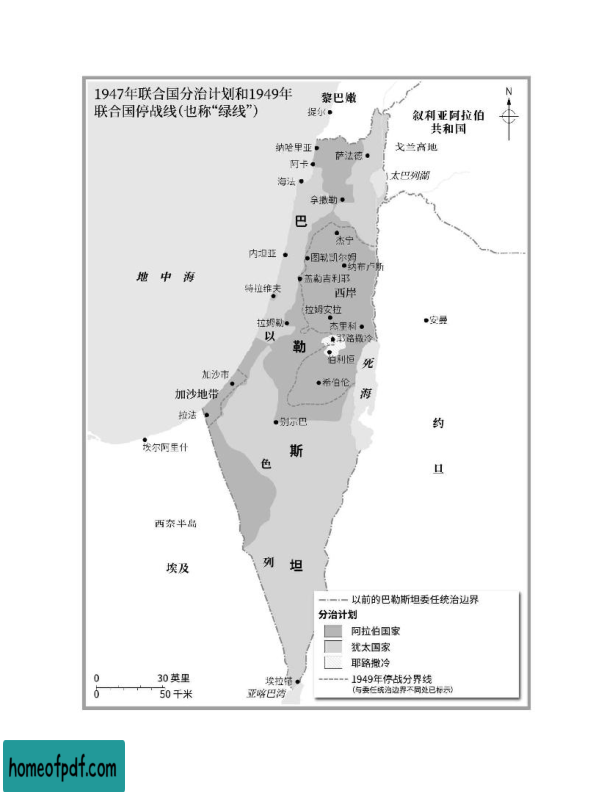 1947年联合国分治计划和1949年
联合国停战线(也称“绿线”)
黎巴嫩
提尔
N
叙利亚阿拉伯
共和国
纳哈里亚
萨法德
戈兰高地
阿卡
太巴列湖
海法
拿撒勒
巴
杰宁
内坦亚
图勒凯尔姆
纳布卢斯
地中海
盖勒吉利耶
特拉维夫
西岸
拉姆安拉
安曼
拉姆勒
杰里科
以
耶路撒冷
勒
伯利恒
死
加沙市
希伯伦
海
加沙地带
拉法
别示巴
约
埃尔阿里什
斯
色
旦
西奈半岛
列
坦
埃及
以前的巴勒斯坦委任统治边界
分治计划
阿拉伯国家
犹太国家
耶路撒冷
1949年停战分界线
(与委任统治边界不同处已标示)
0 30 英里
0 50 千米
埃拉特
亚喀巴湾
homeofpdf.com